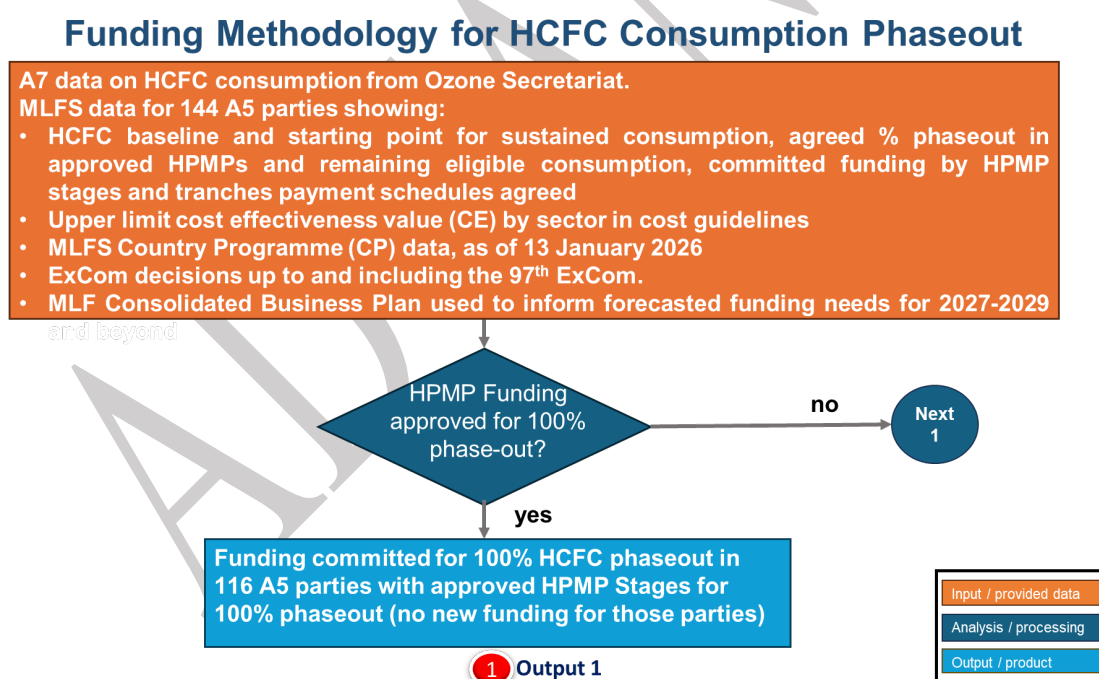 Funding Methodology for HCFC Consumption Phaseout
A7 data on HCFC consumption from Ozone Secretariat.
MLFS data for 144 A5 parties showing:
• HCFC baseline and starting point for sustained consumption, agreed % phaseout in
approved HPMPs and remaining eligible consumption, committed funding by HPMP
stages and tranches payment schedules agreed
• Upper limit cost effectiveness value (CE) by sector in cost guidelines
• MLFS Country Programme (CP) data, as of 13 January 2026
• ExCom decisions up to and including the 97th ExCom.
• MLF Consolidated Business Plan used to inform forecasted funding needs for 2027-2029
and beyond
HPMP Funding
approved for 100%
phase-out?
no
Next
1
yes
Funding committed for 100% HCFC phaseout in
116 A5 parties with approved HPMP Stages for
100% phaseout (no new funding for those parties)
1 Output 1
Input / provided data
Analysis / processing
Output / product